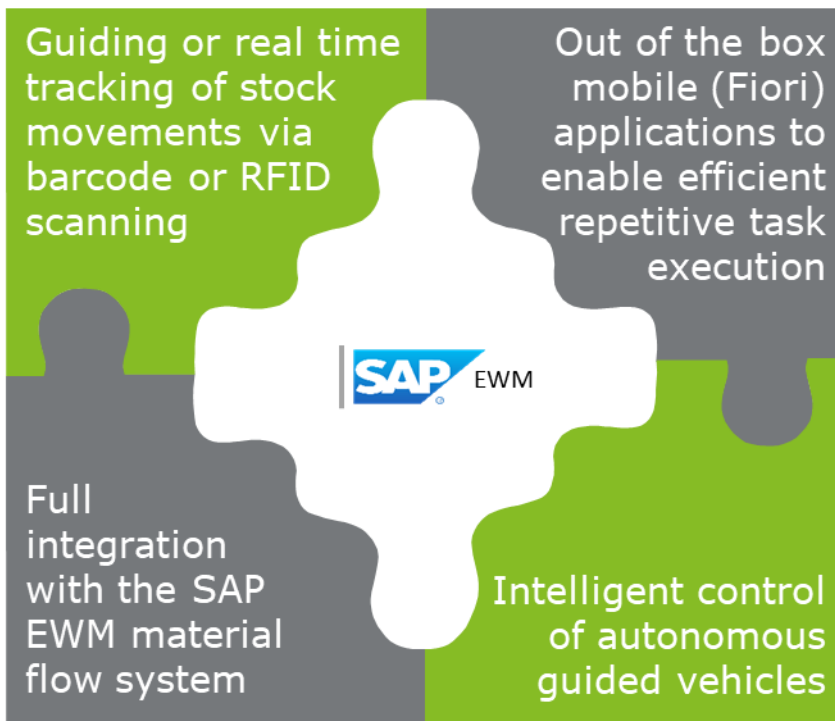 Guiding or real time
tracking of stock
movements via
barcode or RFID
scanning
Out of the box
mobile (Fiori)
applications to
enable efficient
repetitive task
execution
SAP® EWM
Full
integration
with the SAP
EWM material
flow system
Intelligent control
of autonomous
guided vehicles